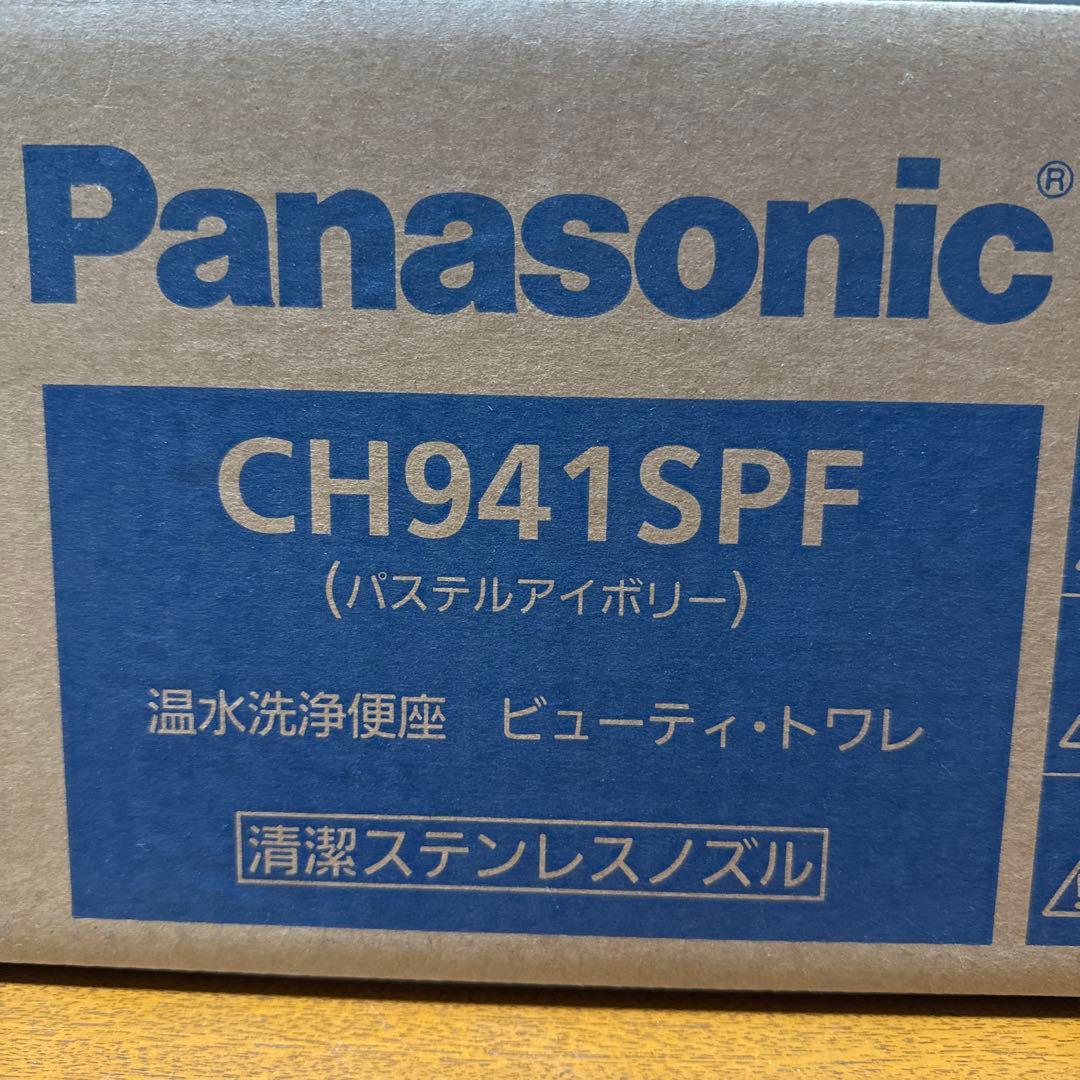 Panasonic®
CH941SPF
(パステルアイボリー)
温水洗浄便座 ビューティ・トワレ
清潔ステンレスノズル